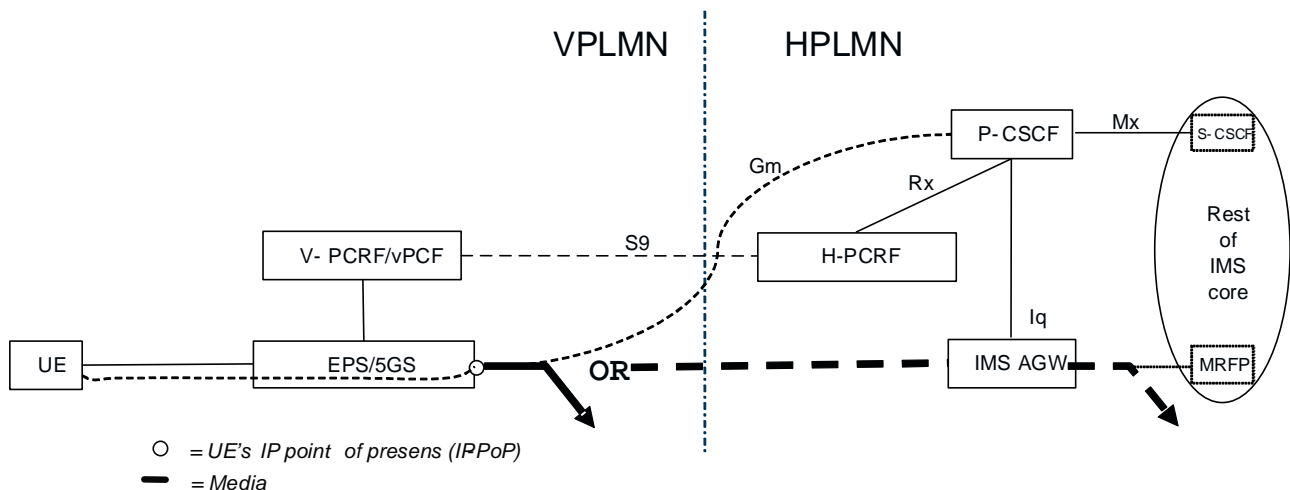 VPLMN
HPLMN
P- CSCF
Mx
S- CSCF
Gm
Rx
Rest
of
IMS
core
V- PCRF/vPCF
S9
H-PCRF
Iq
UE
EPS/5GS
OR
IMS AGW
MRFP
= UE's IP point of presens (IPPoP)
= Media